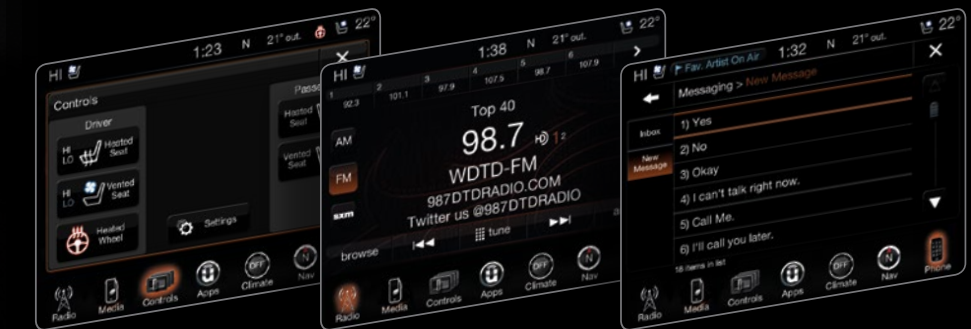 HI
1:23
N
21° out.
22°
Controls
Driver
HI
LO
Heated
Seat
HI
LO
Vented
Seat
Heated
Wheel
Heated
Seat
Vented
Seat
Settings
Radio
Media
Controls
Apps
OFF
Climate
N
Nav
HI
1:38
N
21° out.
22°
1
92.3
2
101.1
3
97.9
4
107.5
5
98.7
6
107.9
AM
FM
sxm
Top 40
98.7 HD 1 2
WDTD-FM
987DTDRADIO.COM
Twitter us @987DTDRADIO
browse
tune
Radio
Media
Controls
Apps
OFF
Climate
N
Nav
HI
Fav. Artist On Air
1:32
N
21° out.
22°
Messaging > New Message
Inbox
New
Message
1) Yes
2) No
3) Okay
4) I can't talk right now.
5) Call Me.
6) I'll call you later.
18 items in list
Radio
Media
Controls
Apps
OFF
Climate
N
Nav
Phone